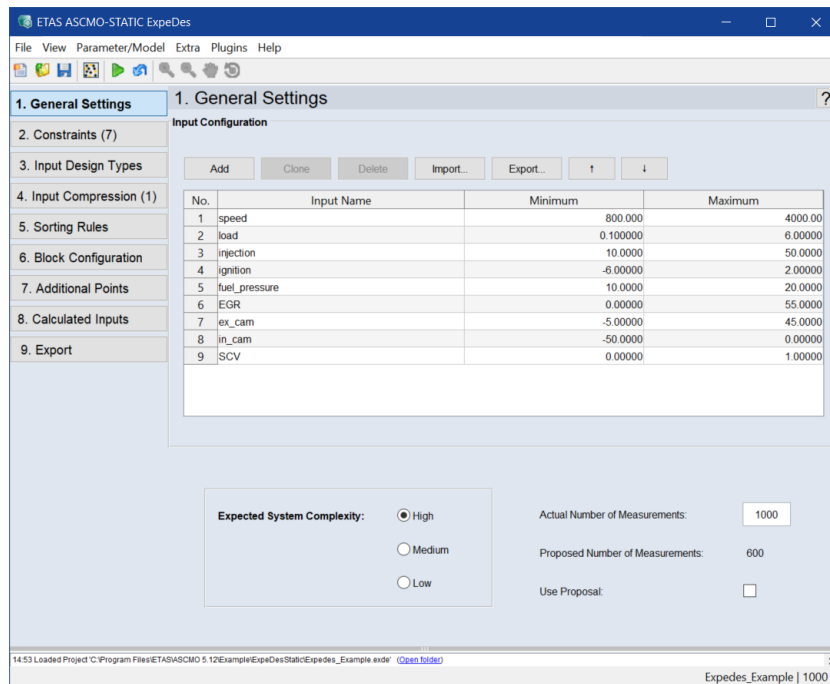 ETAS ASCMO-STATIC ExpeDes
File View Parameter/Model Extra Plugins Help
1. General Settings
2. Constraints (7)
3. Input Design Types
4. Input Compression (1)
5. Sorting Rules
6. Block Configuration
7. Additional Points
8. Calculated Inputs
9. Export
1. General Settings ?
Input Configuration
Add Clone Delete Import... Export... ↑ ↓
No. Input Name Minimum Maximum
1 speed 800.000 4000.00
2 load 0.100000 6.00000
3 injection 10.0000 50.0000
4 ignition -6.00000 2.00000
5 fuel_pressure 10.0000 20.0000
6 EGR 0.00000 55.0000
7 ex_cam -5.00000 45.0000
8 in_cam -50.0000 0.00000
9 SCV 0.00000 1.00000
Expected System Complexity: High
Medium
Low
Actual Number of Measurements: 1000
Proposed Number of Measurements: 600
Use Proposal:
14:53 Loaded Project 'C:\Program Files\ETAS\ASCMO 5.12\Example\ExpeDesStatic\Expedes_Example.exde' (Open folder)
Expedes_Example | 1000